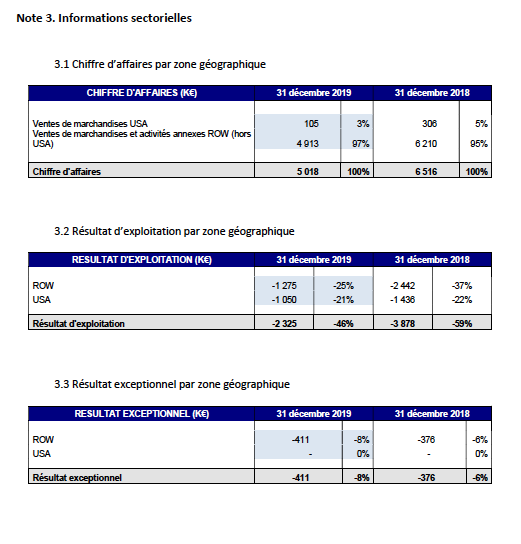 Note 3. Informations sectorielles
3.1 Chiffre d'affaires par zone géographique
CHIFFRE D'AFFAIRES (K€) 31 décembre 2019 31 décembre 2018
Ventes de marchandises USA 105 3% 306 5%
Ventes de marchandises et activités annexes ROW (hors
USA) 4 913 97% 6 210 95%
Chiffre d'affaires 5 018 100% 6 516 100%
3.2 Résultat d'exploitation par zone géographique
RESULTAT D'EXPLOITATION (K€) 31 décembre 2019 31 décembre 2018
ROW -1 275 -25% -2 442 -37%
USA -1 050 -21% -1 436 -22%
Résultat d'exploitation -2 325 -46% -3 878 -59%
3.3 Résultat exceptionnel par zone géographique
RESULTAT EXCEPTIONNEL (K€) 31 décembre 2019 31 décembre 2018
ROW -411 -8% -376 -6%
USA - 0% - 0%
Résultat exceptionnel -411 -8% -376 -6%